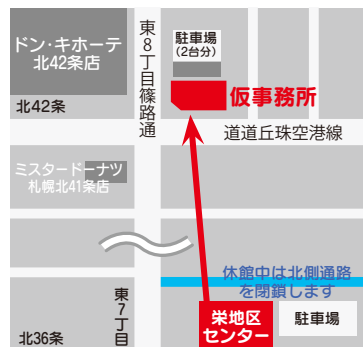 ドン・キホーテ
北42条店
東8丁目篠路通
駐車場
(2台分)
仮事務所
北42条
道道丘珠空港線
ミスタードーナツ
札幌北41条店
休館中は北側通路
を閉鎖します
東7丁目
栄地区
センター
駐車場
北36条